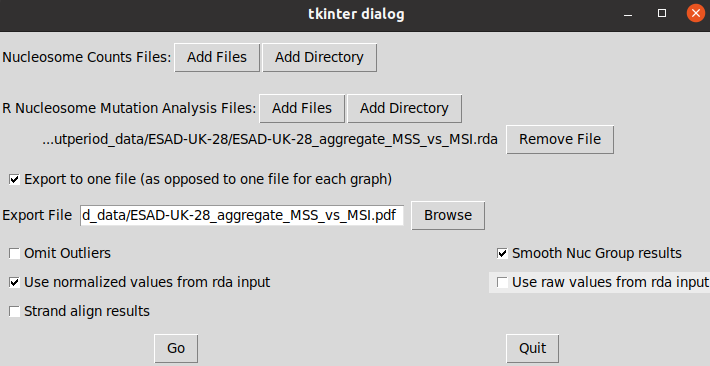 tkinter dialog
Nucleosome Counts Files: Add Files Add Directory
R Nucleosome Mutation Analysis Files: Add Files Add Directory
...utperiod_data/ESAD-UK-28/ESAD-UK-28_aggregate_MSS_vs_MSI.rda Remove File
Export to one file (as opposed to one file for each graph)
Export File d_data/ESAD-UK-28_aggregate_MSS_vs_MSI.pdf Browse
Omit Outliers Smooth Nuc Group results
Use normalized values from rda input Use raw values from rda input
Strand align results
Go Quit